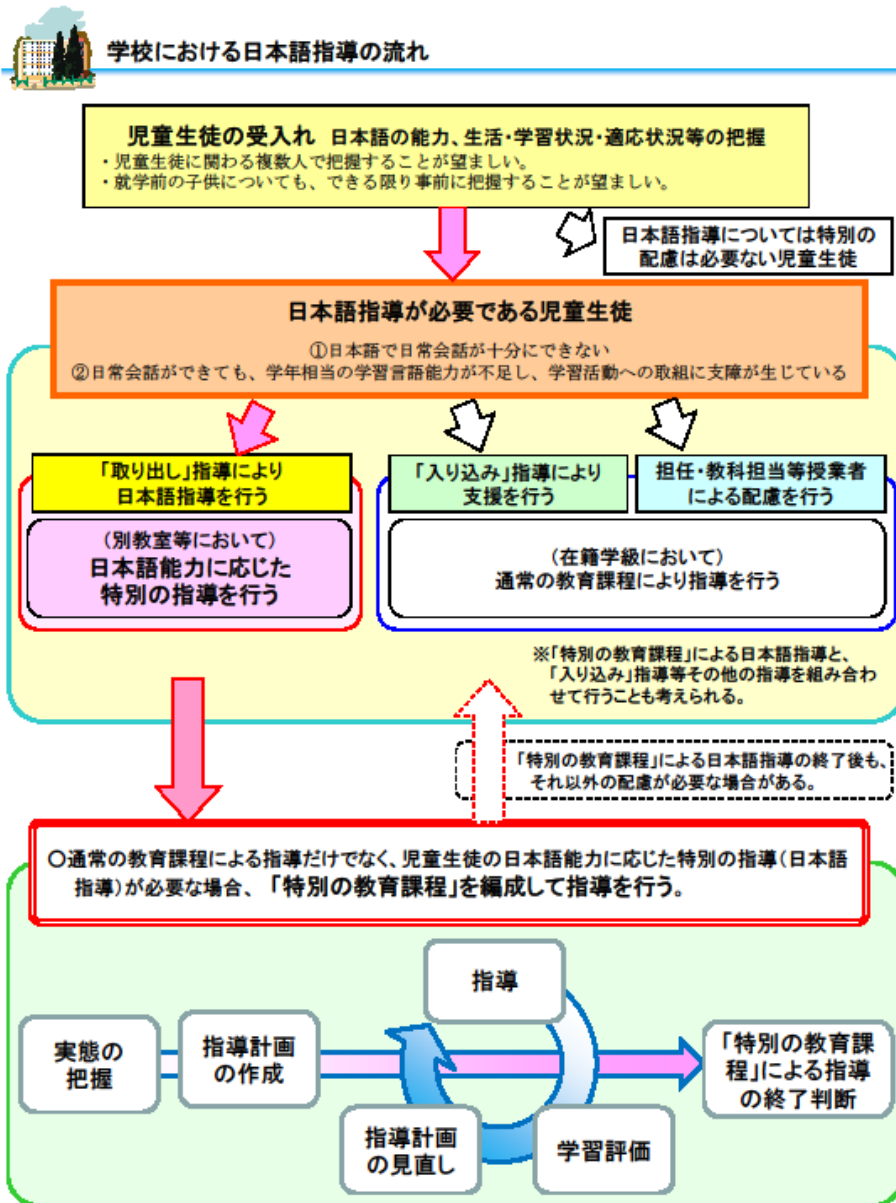 学校における日本語指導の流れ
児童生徒の受入れ 日本語の能力、生活・学習状況・適応状況等の把握
・児童生徒に関わる複数人で把握することが望ましい。
・就学前の子供についても、できる限り事前に把握することが望ましい。
日本語指導については特別の
配慮は必要ない児童生徒
日本語指導が必要である児童生徒
①日本語で日常会話が十分にできない
②日常会話ができても、学年相当の学習言語能力が不足し、学習活動への取組に支障が生じている
「取り出し」指導により
日本語指導を行う
(別教室等において)
日本語能力に応じた
特別の指導を行う
「入り込み」指導により
支援を行う
担任・教科担当等授業者
による配慮を行う
(在籍学級において)
通常の教育課程により指導を行う
※「特別の教育課程」による日本語指導と、
「入り込み」指導等その他の指導を組み合わ
せて行うことも考えられる。
「特別の教育課程」による日本語指導の終了後も、
それ以外の配慮が必要な場合がある。
〇通常の教育課程による指導だけでなく、児童生徒の日本語能力に応じた特別の指導(日本語
指導)が必要な場合、「特別の教育課程」を編成して指導を行う。
実態の
把握
指導計画
の作成
指導
学習評価
指導計画
の見直し
「特別の教育課
程」による指導
の終了判断